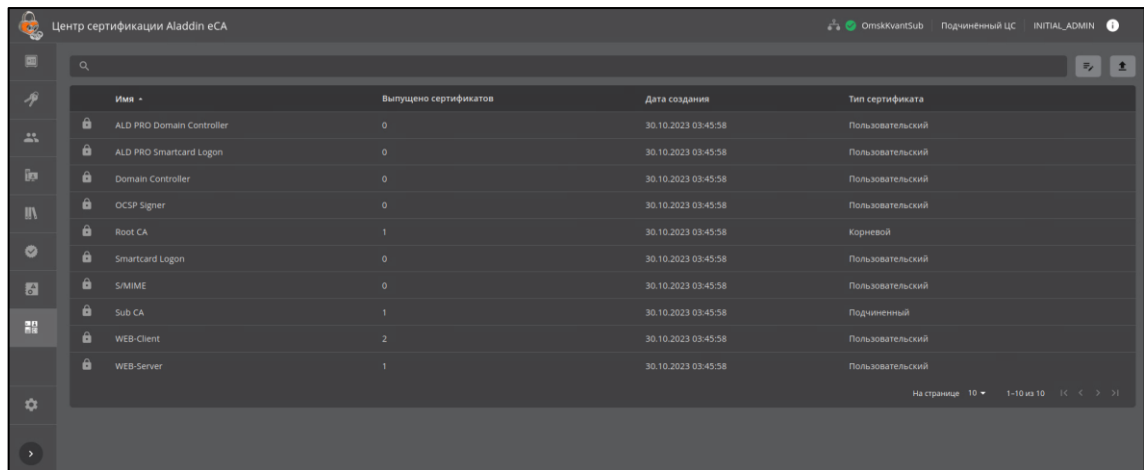 Центр сертификации Aladdin eCA OmskKvantSub Подчинённый ЦС INITIAL_ADMIN
Имя Выпущено сертификатов Дата создания Тип сертификата
ALD PRO Domain Controller 0 30.10.2023 03:45:58 Пользовательский
ALD PRO Smartcard Logon 0 30.10.2023 03:45:58 Пользовательский
Domain Controller 0 30.10.2023 03:45:58 Пользовательский
OCSP Signer 0 30.10.2023 03:45:58 Пользовательский
Root CA 1 30.10.2023 03:45:58 Корневой
Smartcard Logon 0 30.10.2023 03:45:58 Пользовательский
S/MIME 0 30.10.2023 03:45:58 Пользовательский
Sub CA 1 30.10.2023 03:45:58 Подчиненный
WEB-Client 2 30.10.2023 03:45:58 Пользовательский
WEB-Server 1 30.10.2023 03:45:58 Пользовательский
На странице 10 1–10 из 10